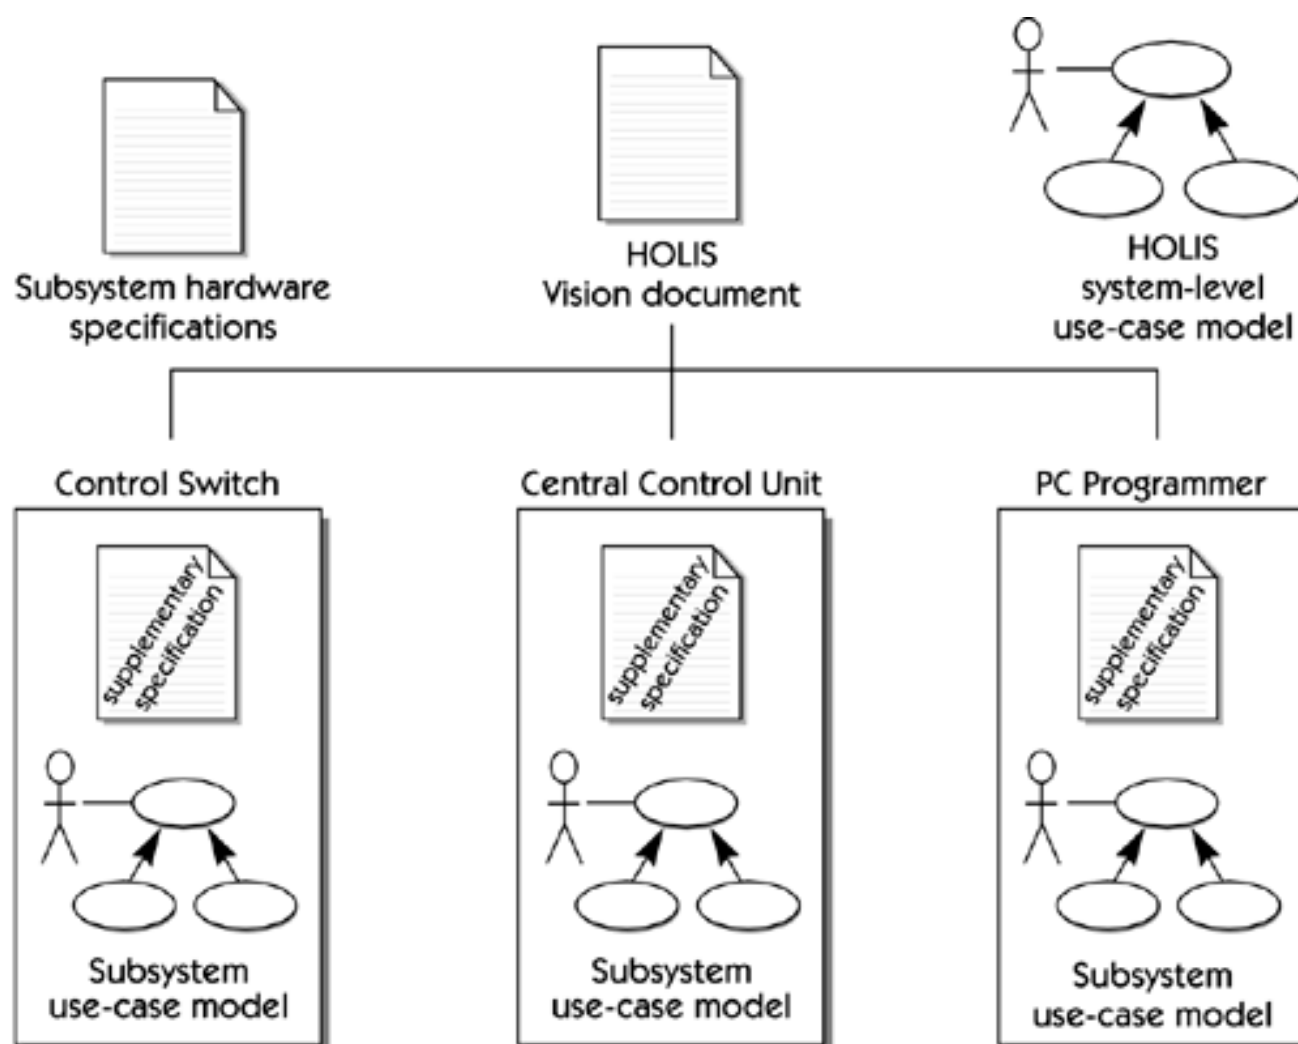 Subsystem hardware
specifications
HOLIS
Vision document
HOLIS
system-level
use-case model
Control Switch
supplementary
specification
Subsystem
use-case model
Central Control Unit
supplementary
specification
Subsystem
use-case model
PC Programmer
supplementary
specification
Subsystem
use-case model